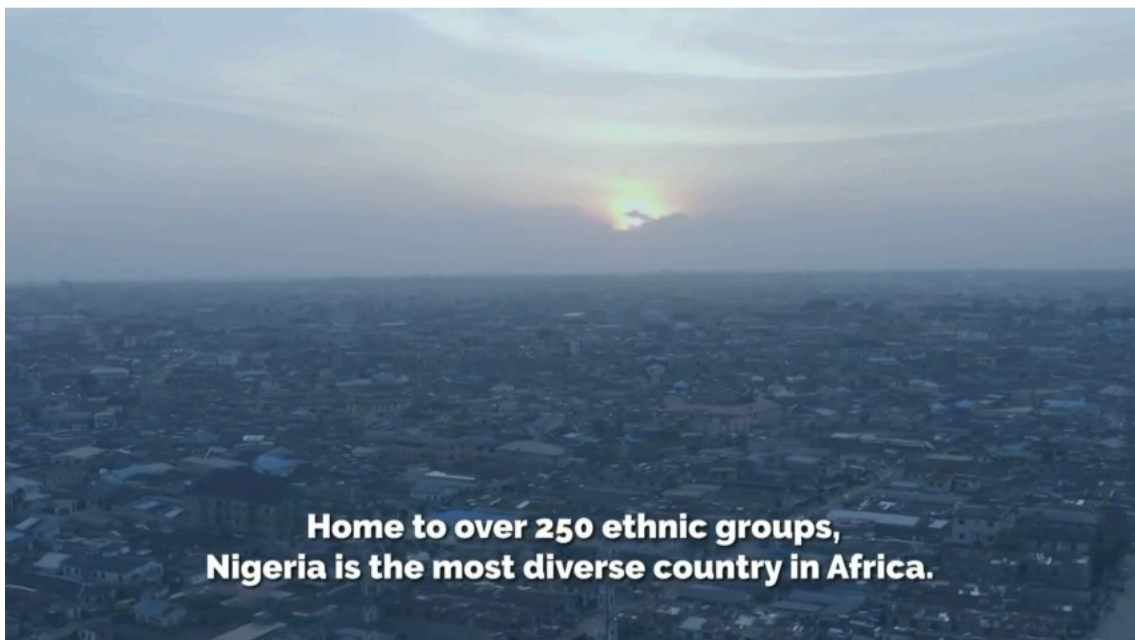 Home to over 250 ethnic groups,
Nigeria is the most diverse country in Africa.